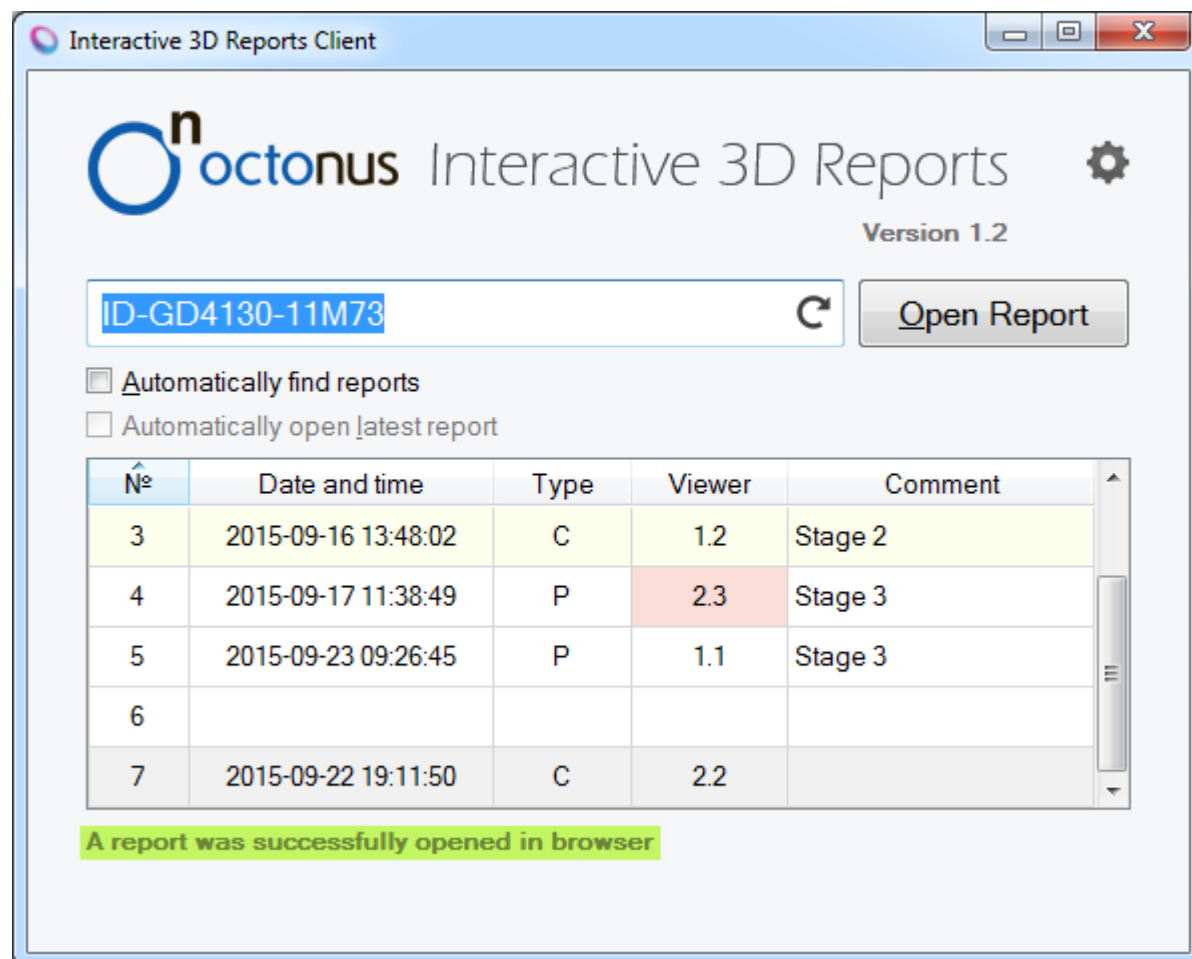 Interactive 3D Reports Client
octonus Interactive 3D Reports
n
Version 1.2
ID-GD4130-11M73 Open Report
Automatically find reports
Automatically open latest report
№ Date and time Type Viewer Comment
3 2015-09-16 13:48:02 C 1.2 Stage 2
4 2015-09-17 11:38:49 P 2.3 Stage 3
5 2015-09-23 09:26:45 P 1.1 Stage 3
6
7 2015-09-22 19:11:50 C 2.2
A report was successfully opened in browser